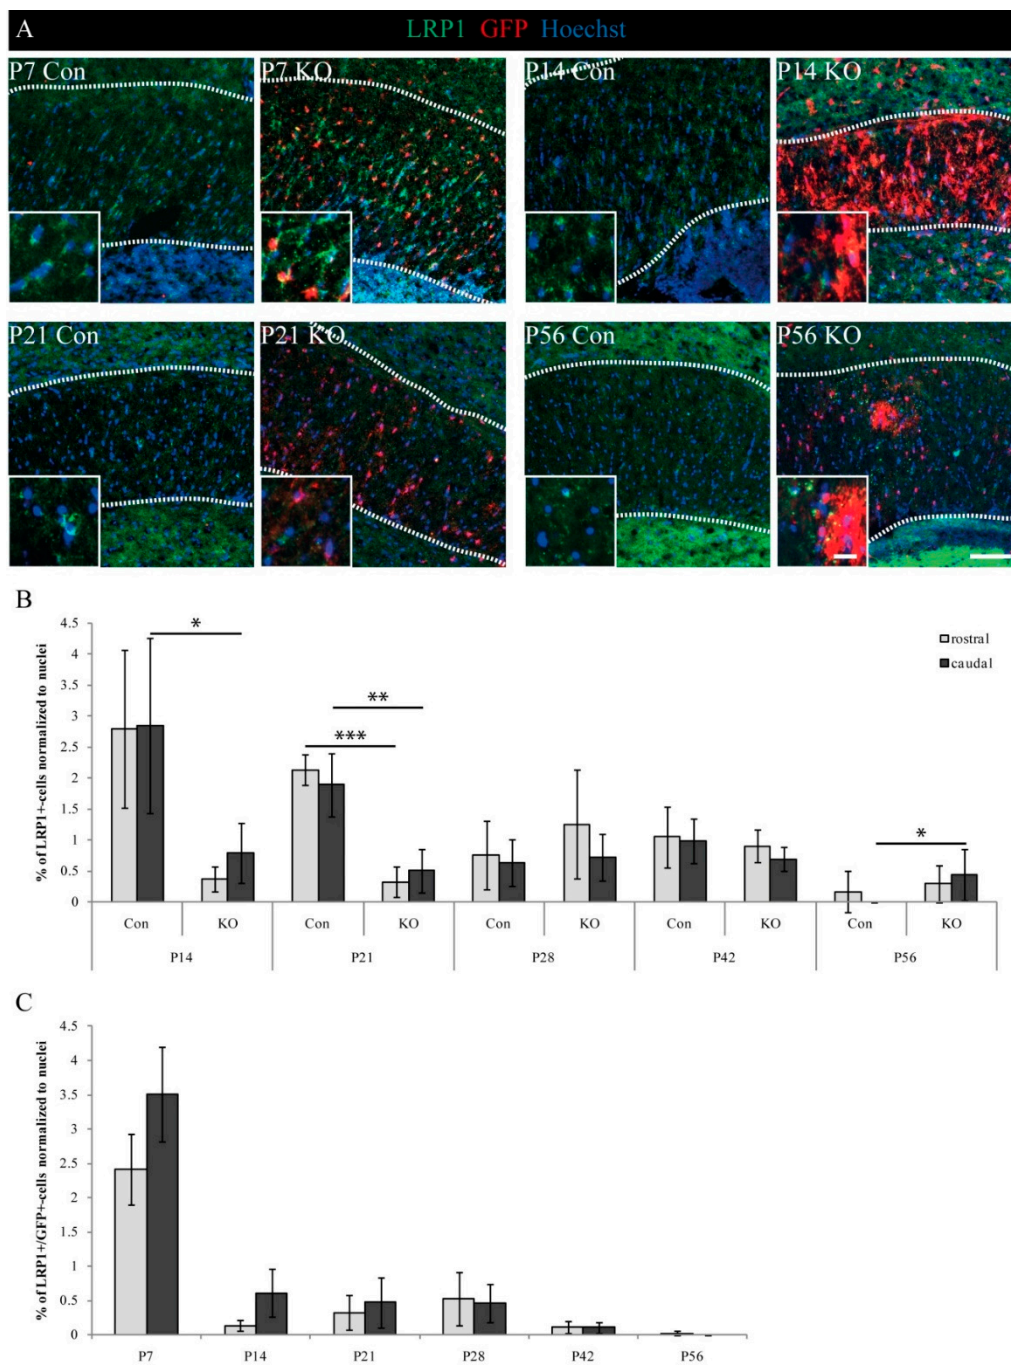 A
LRP1 GFP Hoechst
P7 Con
P7 KO
P14 Con
P14 KO
P21 Con
P21 KO
P56 Con
P56 KO
B
% of LRP1+-cells normalized to nuclei
4.5
4
3.5
3
2.5
2
1.5
1
0.5
0
*
***
**
*
rostral
caudal
Con KO Con KO Con KO Con KO Con KO
P14 P21 P28 P42 P56
C
% of LRP1+/GFP+-cells normalized to nuclei
4.5
4
3.5
3
2.5
2
1.5
1
0.5
0
P7 P14 P21 P28 P42 P56